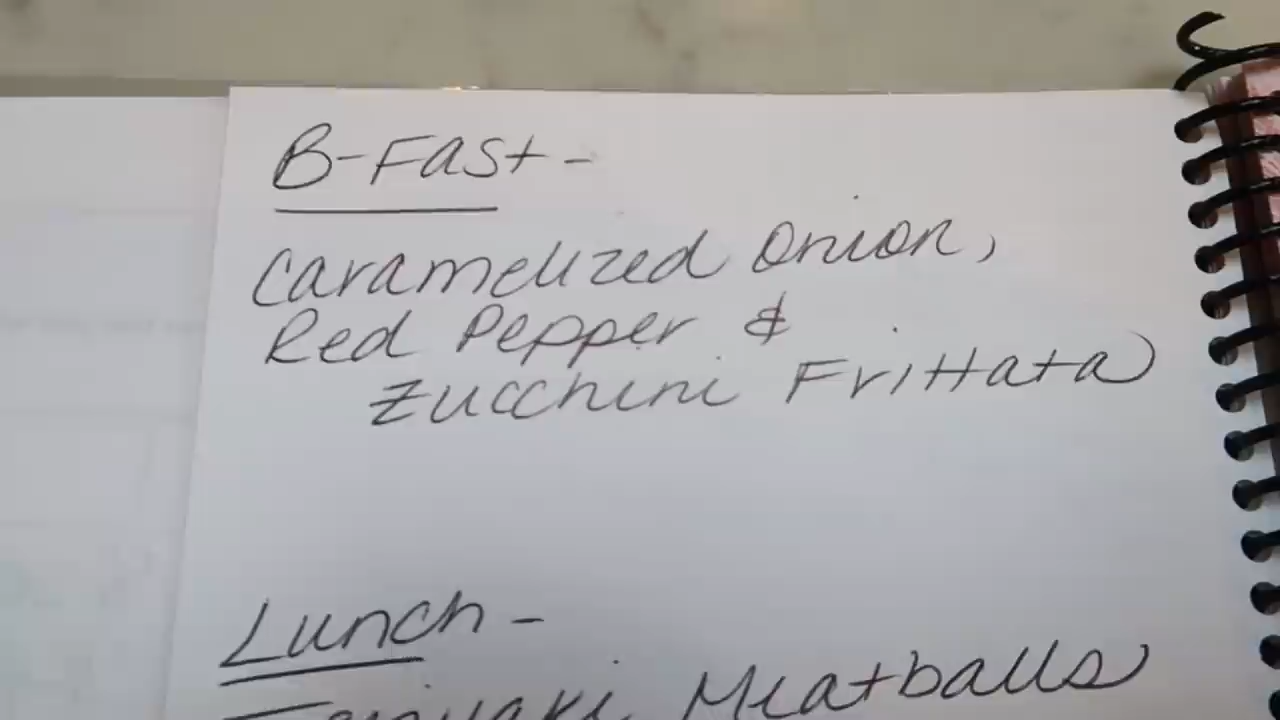 B-Fast-
Caramelized Onion,
Red Pepper &
Zucchini Frittata
Lunch-
Meatballs